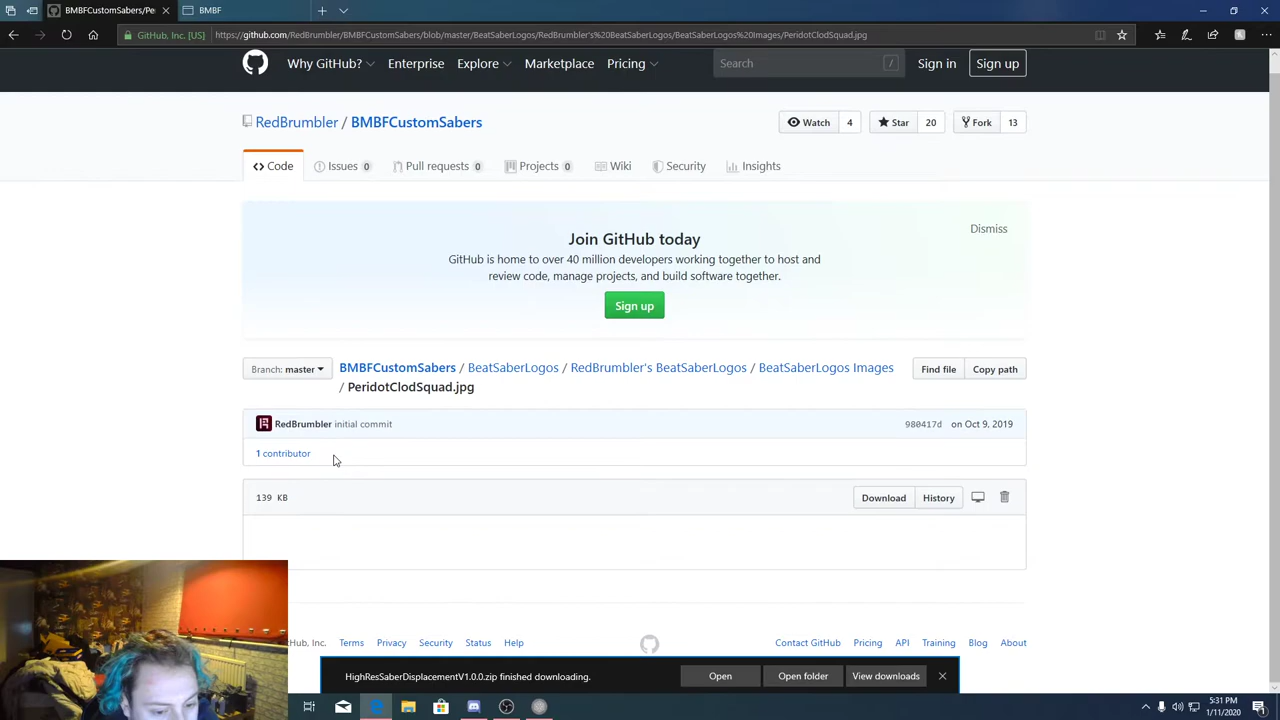 BMBFCustomSabers/Pe
BMBF
GitHub, Inc. [US]
https://github.com/RedBrumbler/BMBFCustomSabers/blob/master/BeatSaberLogos/RedBrumbler's%20BeatSaberLogos/BeatSaberLogos%20Images/PeridotClodSquad.jpg
Why GitHub? Enterprise Explore Marketplace Pricing Search / Sign in Sign up
RedBrumbler / BMBFCustomSabers Watch 4 Star 20 Fork 13
Code Issues 0 Pull requests 0 Projects 0 Wiki Security Insights
Dismiss
Join GitHub today
GitHub is home to over 40 million developers working together to host and
review code, manage projects, and build software together.
Sign up
Branch: master BMBFCustomSabers / BeatSaberLogos / RedBrumbler's BeatSaberLogos / BeatSaberLogos Images Find file Copy path
/ PeridotClodSquad.jpg
RedBrumbler initial commit 980417d on Oct 9, 2019
1 contributor
139 KB Download History
Hub, Inc. Terms Privacy Security Status Help Contact GitHub Pricing API Training Blog About
HighResSaberDisplacementV1.0.0.zip finished downloading. Open Open folder View downloads
5:31 PM
1/11/2020
1